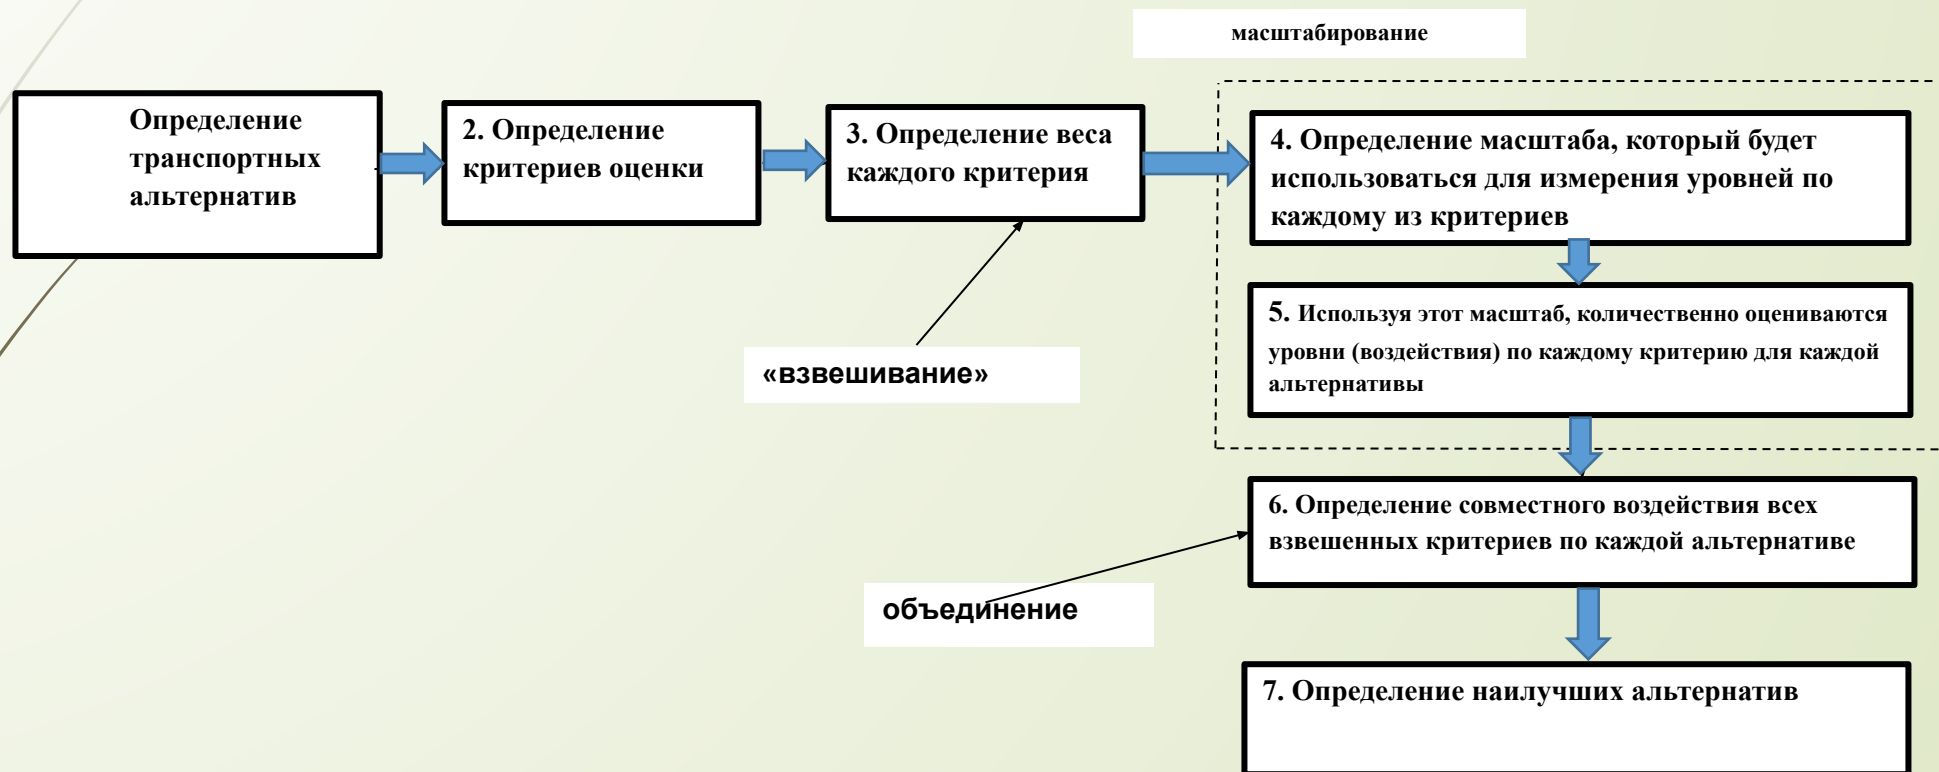 масштабирование
Определение
транспортных
альтернатив
2. Определение
критериев оценки
3. Определение веса
каждого критерия
4. Определение масштаба, который будет
использоваться для измерения уровней по
каждому из критериев
5. Используя этот масштаб, количественно оцениваются
уровни (воздействия) по каждому критерию для каждой
альтернативы
«взвешивание»
6. Определение совместного воздействия всех
взвешенных критериев по каждой альтернативе
объединение
7. Определение наилучших альтернатив